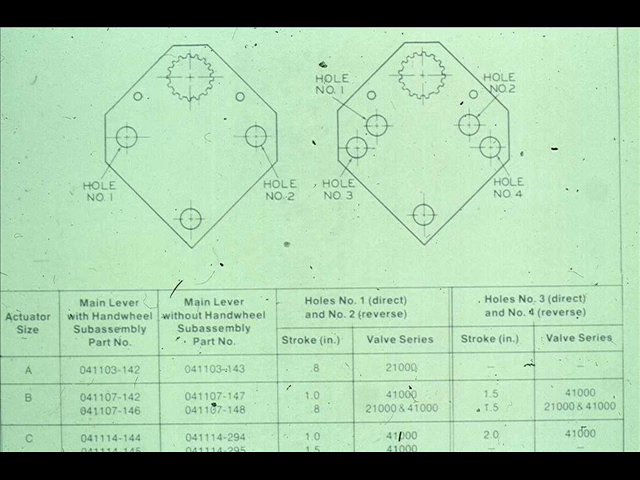 HOLE
NO. 1
HOLE
NO. 2
HOLE
NO. 1
HOLE
NO. 2
HOLE
NO. 3
HOLE
NO. 4
Actuator
Size
Main Lever
with Handwheel
Subassembly
Part No.
Main Lever
without Handwheel
Subassembly
Part No.
Holes No. 1 (direct)
and No. 2 (reverse)
Holes No. 3 (direct)
and No. 4 (reverse)
Stroke (in.) Valve Series Stroke (in.) Valve Series
A 041103-142 041103-143 .8 21000 – –
B 041107-142 041107-147 1.0 41000 1.5 41000
041107-146 041107-148 .8 21000 & 41000 1.5 21000 & 41000
C 041114-144 041114-294 1.0 41000 2.0 41000
041114-145 041114-295 1.5 41000 – –